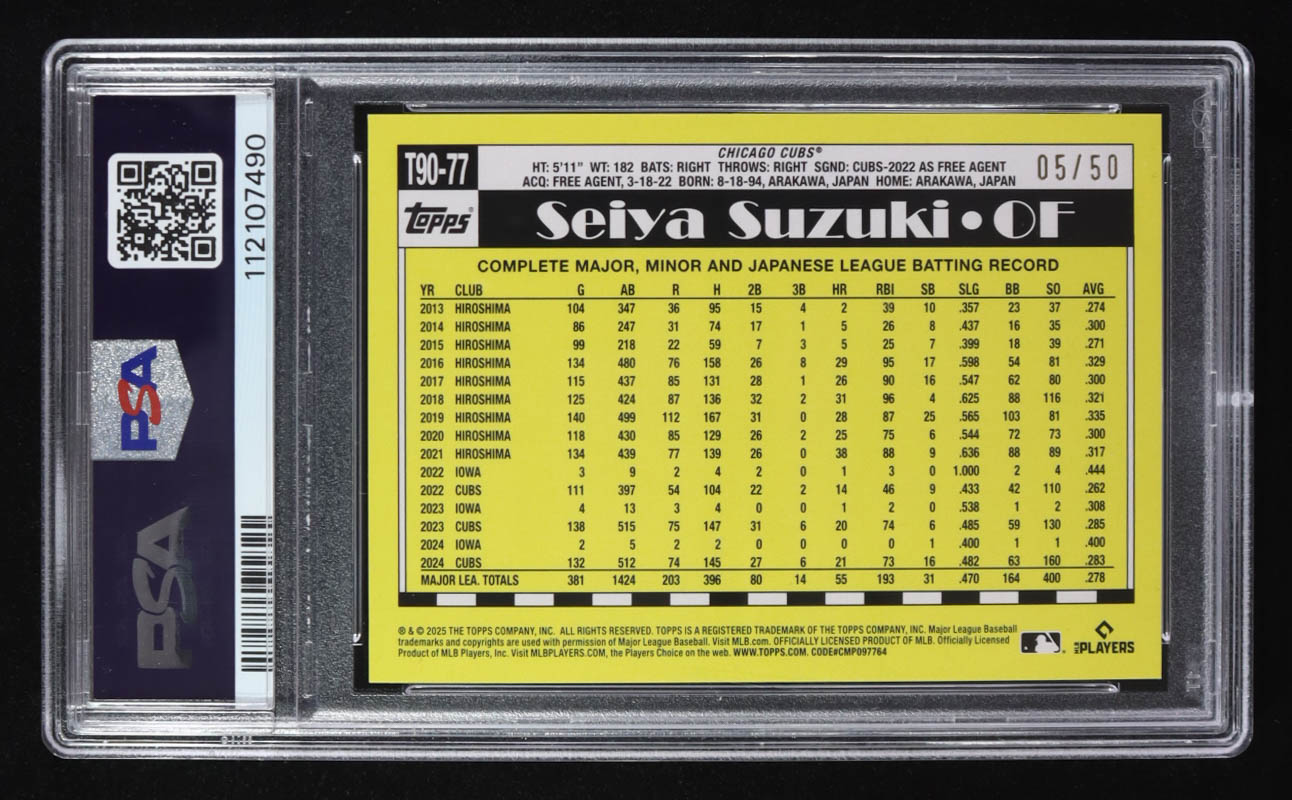 112107490
PSA
PSA
T90-77
CHICAGO CUBS®
HT: 5'11" WT: 182 BATS: RIGHT THROWS: RIGHT SGND: CUBS-2022 AS FREE AGENT
ACQ: FREE AGENT, 3-18-22 BORN: 8-18-94, ARAKAWA, JAPAN HOME: ARAKAWA, JAPAN
05/50
TOPPS®
Seiya Suzuki • OF
COMPLETE MAJOR, MINOR AND JAPANESE LEAGUE BATTING RECORD
YR CLUB G AB R H 2B 3B HR RBI SB SLG BB SO AVG
2013 HIROSHIMA 104 347 36 95 15 4 2 39 10 .357 23 37 .274
2014 HIROSHIMA 86 247 31 74 17 1 5 26 8 .437 16 35 .300
2015 HIROSHIMA 99 218 22 59 7 3 5 25 7 .399 18 39 .271
2016 HIROSHIMA 134 480 76 158 26 8 29 95 17 .598 54 81 .329
2017 HIROSHIMA 115 437 85 131 28 1 26 90 16 .547 62 80 .300
2018 HIROSHIMA 125 424 87 136 32 2 31 96 4 .625 88 116 .321
2019 HIROSHIMA 140 499 112 167 31 0 28 87 25 .565 103 81 .335
2020 HIROSHIMA 118 430 85 129 26 2 25 75 6 .544 72 73 .300
2021 HIROSHIMA 134 439 77 139 26 0 38 88 9 .636 88 89 .317
2022 IOWA 3 9 2 4 2 0 1 3 0 1.000 2 4 .444
2022 CUBS 111 397 54 104 22 2 14 46 9 .433 42 110 .262
2023 IOWA 4 13 3 4 0 0 1 2 0 .538 1 2 .308
2023 CUBS 138 515 75 147 31 6 20 74 6 .485 59 130 .285
2024 IOWA 2 5 2 2 0 0 0 0 1 .400 1 1 .400
2024 CUBS 132 512 74 145 27 6 21 73 16 .482 63 160 .283
MAJOR LEA. TOTALS 381 1424 203 396 80 14 55 193 31 .470 164 400 .278
® & © 2025 THE TOPPS COMPANY, INC. ALL RIGHTS RESERVED. TOPPS IS A REGISTERED TRADEMARK OF THE TOPPS COMPANY, INC. Major League Baseball
trademarks and copyrights are used with permission of Major League Baseball. Visit MLB.com. OFFICIALLY LICENSED PRODUCT OF MLB. Officially Licensed
Product of MLB Players, Inc. Visit MLBPLAYERS.COM, the Players Choice on the web. WWW.TOPPS.COM. CODE#CMP097764
MLB PLAYERS